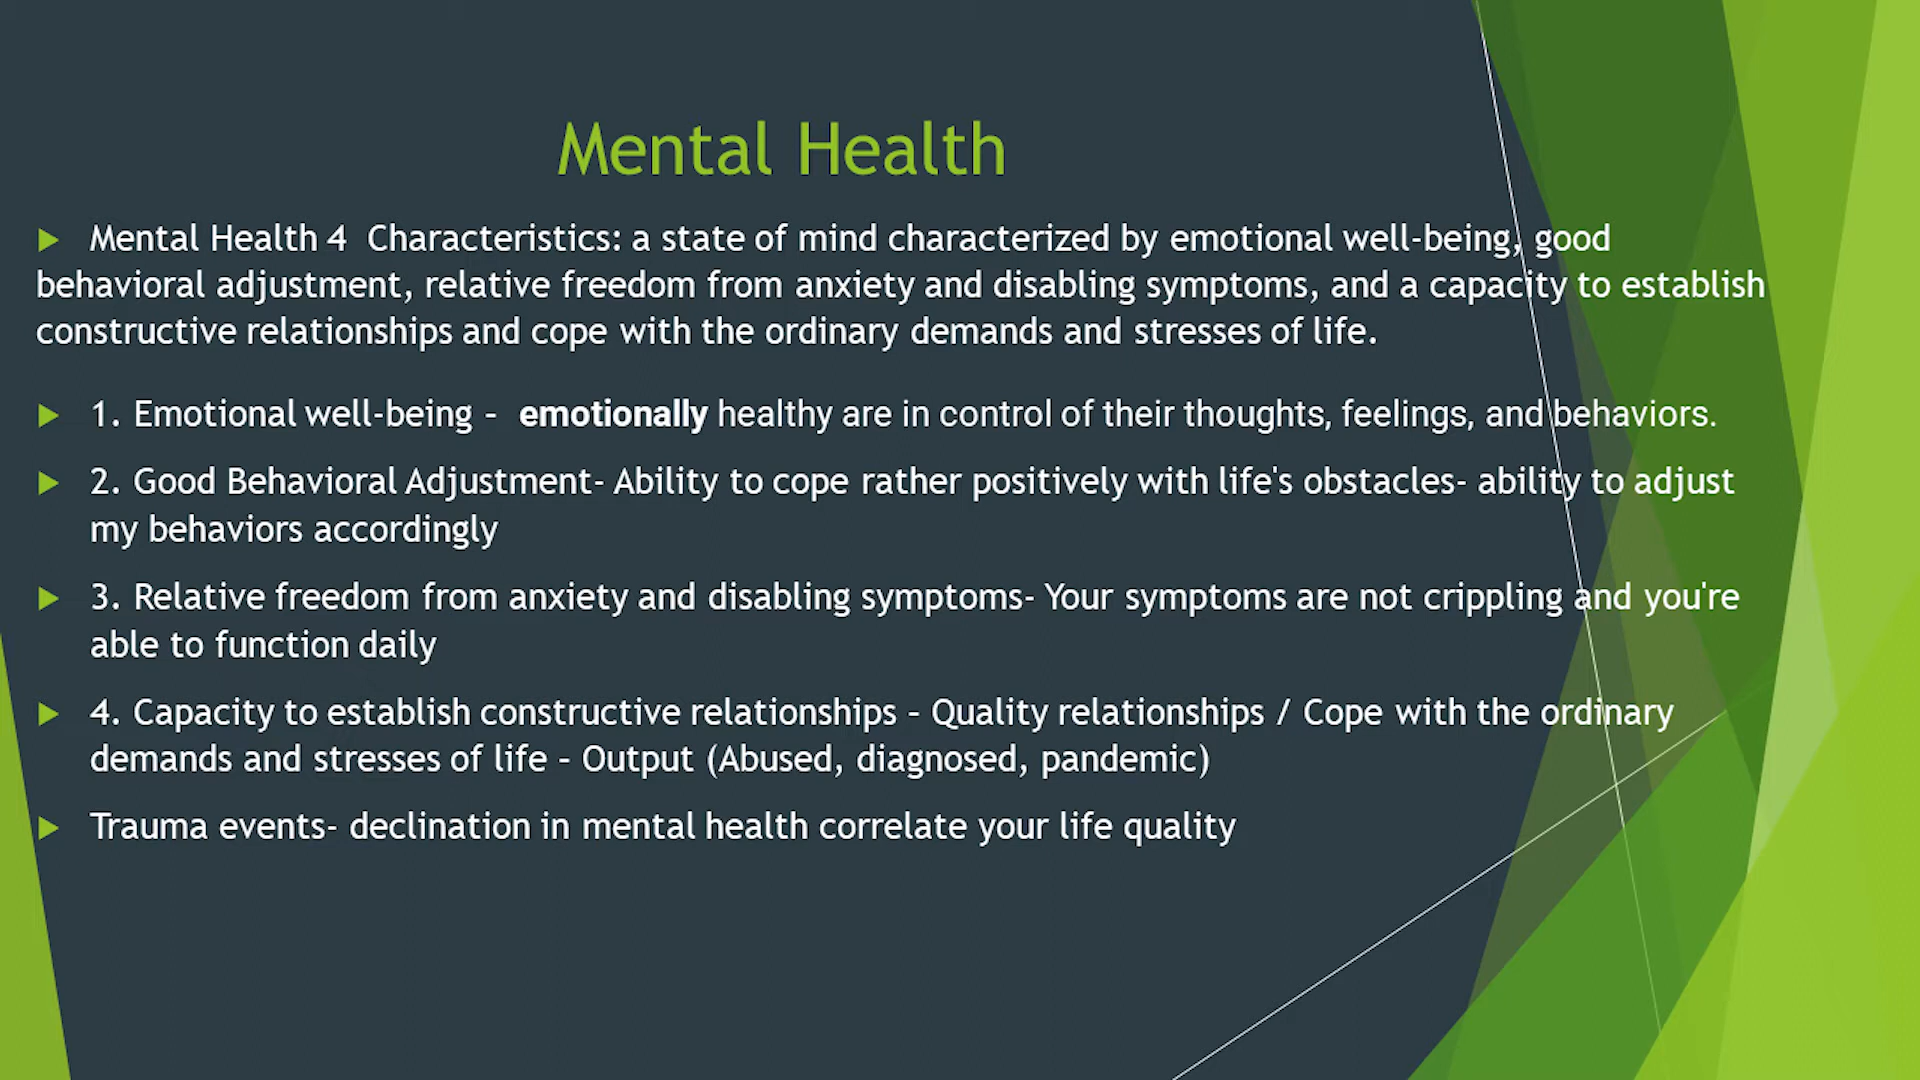 Mental Health
Mental Health 4 Characteristics: a state of mind characterized by emotional well-being, good
behavioral adjustment, relative freedom from anxiety and disabling symptoms, and a capacity to establish
constructive relationships and cope with the ordinary demands and stresses of life.
1. Emotional well-being – emotionally healthy are in control of their thoughts, feelings, and behaviors.
2. Good Behavioral Adjustment- Ability to cope rather positively with life's obstacles- ability to adjust
my behaviors accordingly
3. Relative freedom from anxiety and disabling symptoms- Your symptoms are not crippling and you're
able to function daily
4. Capacity to establish constructive relationships – Quality relationships / Cope with the ordinary
demands and stresses of life – Output (Abused, diagnosed, pandemic)
Trauma events- declination in mental health correlate your life quality